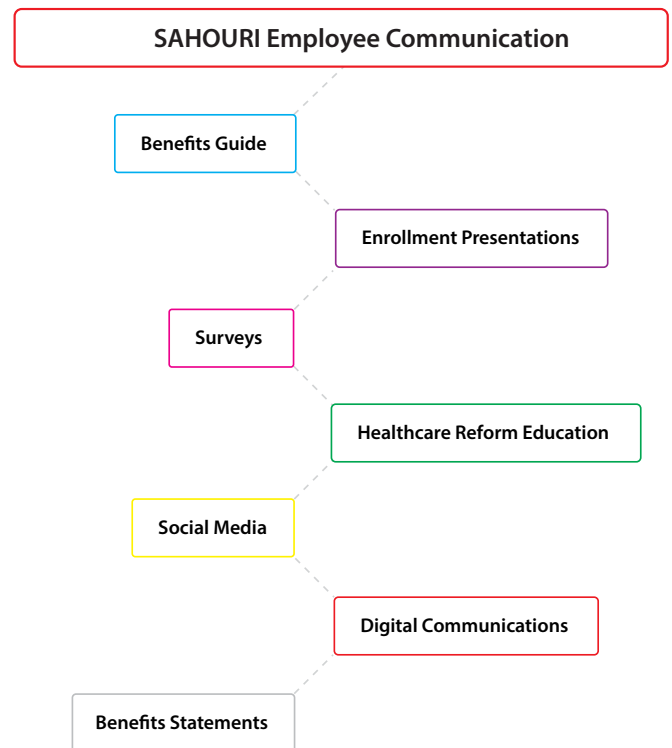 SAHOURI Employee Communication
Benefits Guide
Enrollment Presentations
Surveys
Healthcare Reform Education
Social Media
Digital Communications
Benefits Statements